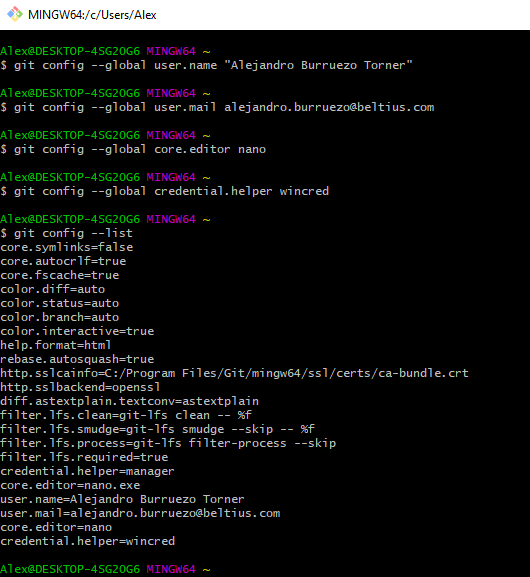 MINGW64:/c/Users/Alex
Alex@DESKTOP-4SG2OG6 MINGW64 ~
$ git config --global user.name "Alejandro Burruezo Torner"
Alex@DESKTOP-4SG2OG6 MINGW64 ~
$ git config --global user.mail alejandro.burruezo@beltius.com
Alex@DESKTOP-4SG2OG6 MINGW64 ~
$ git config --global core.editor nano
Alex@DESKTOP-4SG2OG6 MINGW64 ~
$ git config --global credential.helper wincred
Alex@DESKTOP-4SG2OG6 MINGW64 ~
$ git config --list
core.symlinks=false
core.autocrlf=true
core.fscache=true
color.diff=auto
color.status=auto
color.branch=auto
color.interactive=true
help.format=html
rebase.autosquash=true
http.sslcainfo=C:/Program Files/Git/mingw64/ssl/certs/ca-bundle.crt
http.sslbackend=openssl
diff.astextplain.textconv=astextplain
filter.lfs.clean=git-lfs clean -- %f
filter.lfs.smudge=git-lfs smudge --skip -- %f
filter.lfs.process=git-lfs filter-process --skip
filter.lfs.required=true
credential.helper=manager
core.editor=nano.exe
user.name=Alejandro Burruezo Torner
user.mail=alejandro.burruezo@beltius.com
core.editor=nano
credential.helper=wincred
Alex@DESKTOP-4SG2OG6 MINGW64 ~